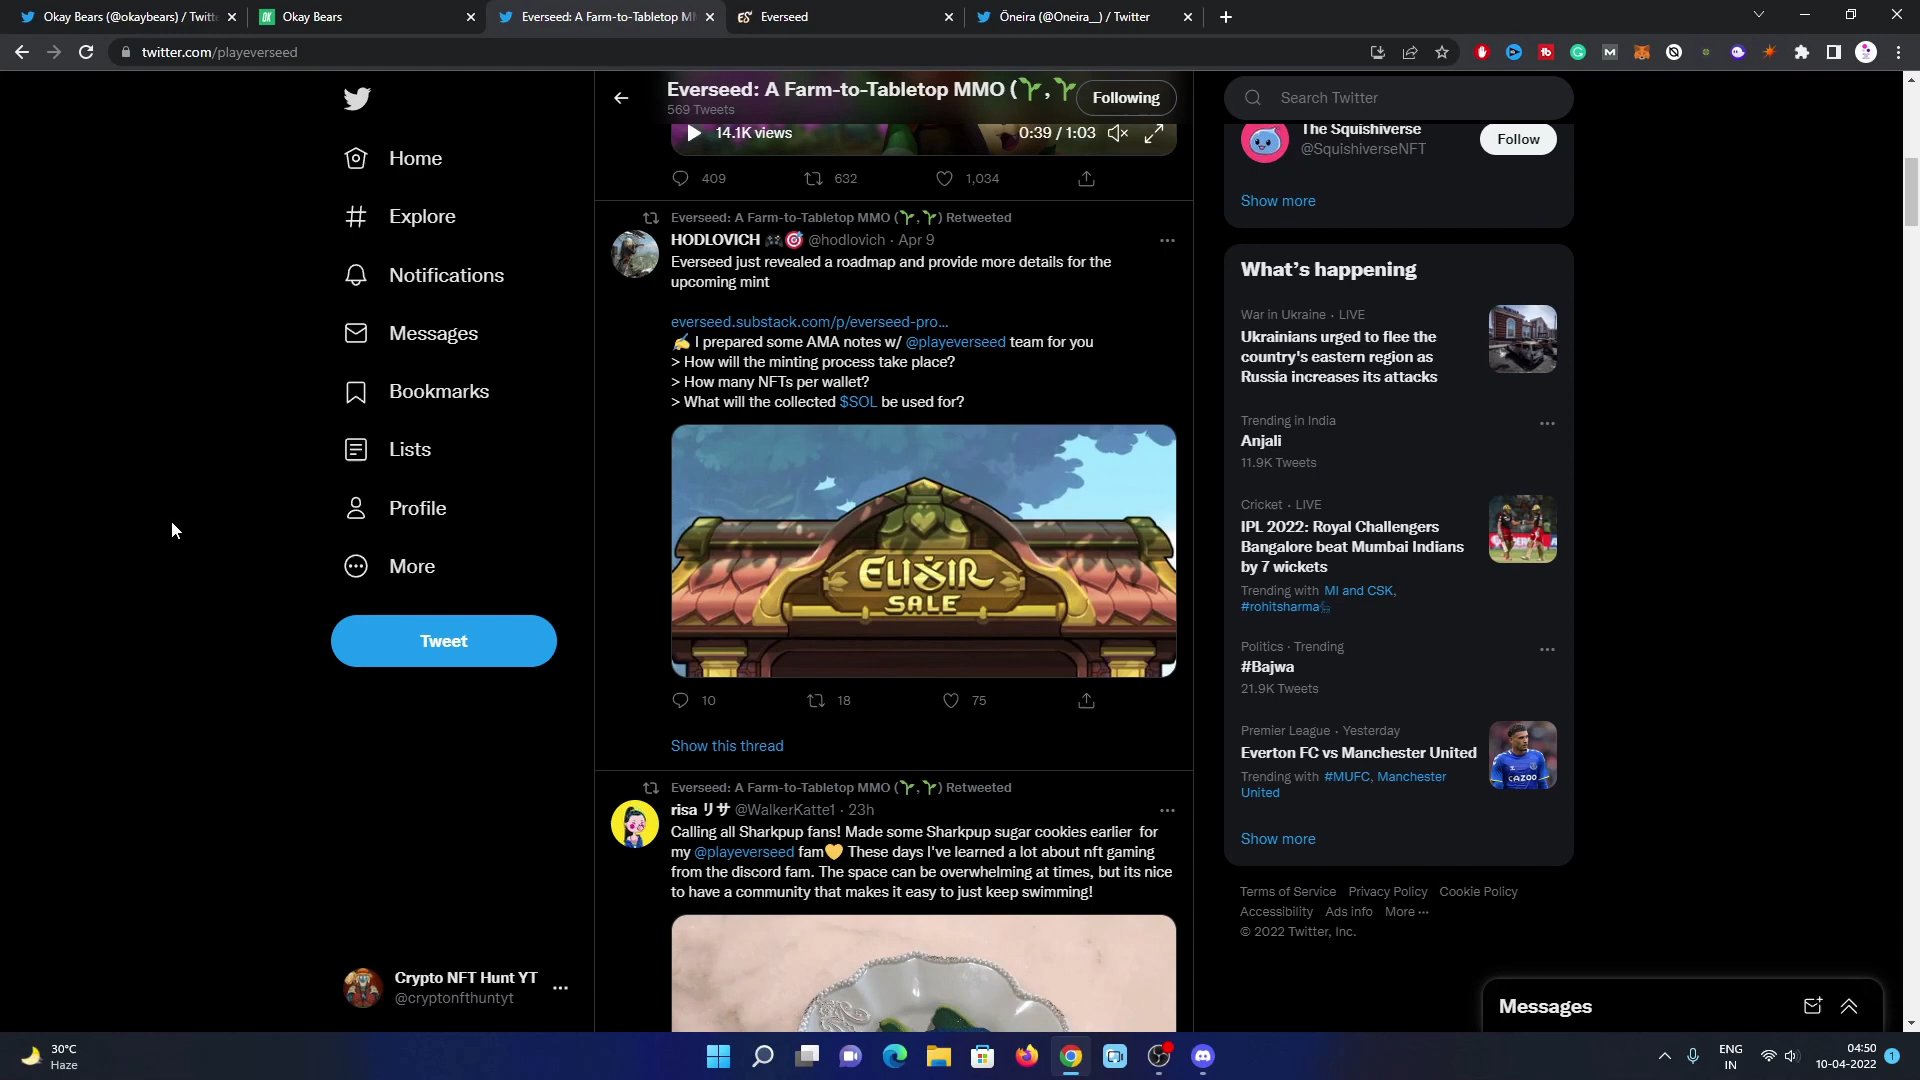 Okay Bears (@okaybears) / Twitt
Okay Bears
Everseed: A Farm-to-Tabletop M
Everseed
Öneira (@Oneira__) / Twitter
twitter.com/playeverseed
Home
Explore
Notifications
Messages
Bookmarks
Lists
Profile
More
Tweet
Crypto NFT Hunt YT
@cryptonfthuntyt
Everseed: A Farm-to-Tabletop MMO (🌱,🌱
569 Tweets
Following
14.1K views
0:39 / 1:03
409
632
1,034
Everseed: A Farm-to-Tabletop MMO (🌱,🌱) Retweeted
HODLOVICH 🎮🎯 @hodlovich · Apr 9
Everseed just revealed a roadmap and provide more details for the
upcoming mint
everseed.substack.com/p/everseed-pro…
✍️ I prepared some AMA notes w/ @playeverseed team for you
> How will the minting process take place?
> How many NFTs per wallet?
> What will the collected $SOL be used for?
ELIXIR
SALE
10
18
75
Show this thread
Everseed: A Farm-to-Tabletop MMO (🌱,🌱) Retweeted
risa リサ @WalkerKatte1 · 23h
Calling all Sharkpup fans! Made some Sharkpup sugar cookies earlier for
my @playeverseed fam💛 These days I've learned a lot about nft gaming
from the discord fam. The space can be overwhelming at times, but its nice
to have a community that makes it easy to just keep swimming!
Search Twitter
The Squishiverse
@SquishiverseNFT
Follow
Show more
What's happening
War in Ukraine · LIVE
Ukrainians urged to flee the
country's eastern region as
Russia increases its attacks
Trending in India
Anjali
11.9K Tweets
Cricket · LIVE
IPL 2022: Royal Challengers
Bangalore beat Mumbai Indians
by 7 wickets
Trending with MI and CSK,
#rohitsharma
Politics · Trending
#Bajwa
21.9K Tweets
Premier League · Yesterday
Everton FC vs Manchester United
Trending with #MUFC, Manchester
United
CAZOO
Show more
Terms of Service Privacy Policy Cookie Policy
Accessibility Ads info More ···
© 2022 Twitter, Inc.
Messages
30°C
Haze
ENG
IN
04:50
10-04-2022
1